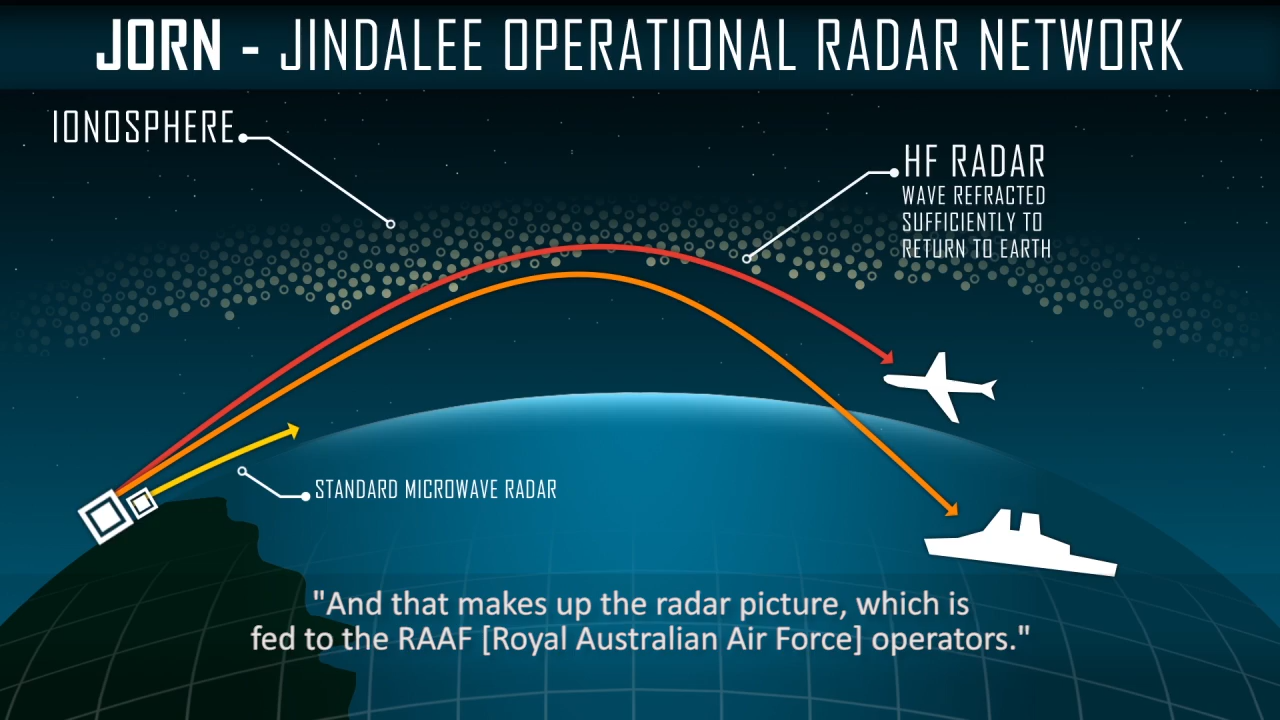 JORN - JINDALEE OPERATIONAL RADAR NETWORK
IONOSPHERE
HF RADAR
WAVE REFRACTED
SUFFICIENTLY TO
RETURN TO EARTH
STANDARD MICROWAVE RADAR
"And that makes up the radar picture, which is
fed to the RAAF [Royal Australian Air Force] operators."